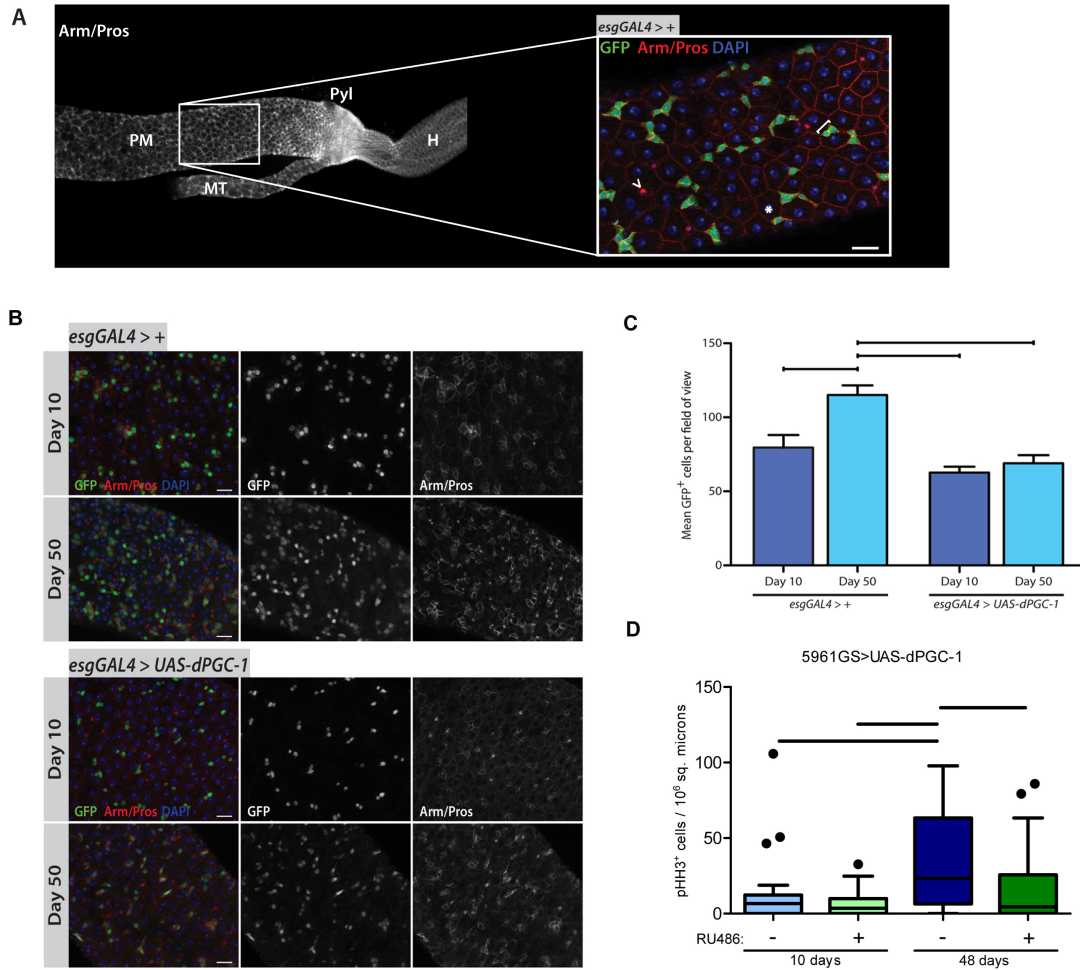 A
Arm/Pros
PM
MT
Pyl
H
esgGAL4 > +
GFP Arm/Pros DAPI
>
*
B
esgGAL4 > +
Day 10
GFP Arm/Pros DAPI
GFP
Arm/Pros
Day 50
esgGAL4 > UAS-dPGC-1
Day 10
GFP Arm/Pros DAPI
GFP
Arm/Pros
Day 50
C
Mean GFP+ cells per field of view
150
100
50
0
Day 10 Day 50 Day 10 Day 50
esgGAL4 > + esgGAL4 > UAS-dPGC-1
D
5961GS>UAS-dPGC-1
pHH3+ cells / 10⁶ sq. microns
150
100
50
0
RU486: - + - +
10 days 48 days